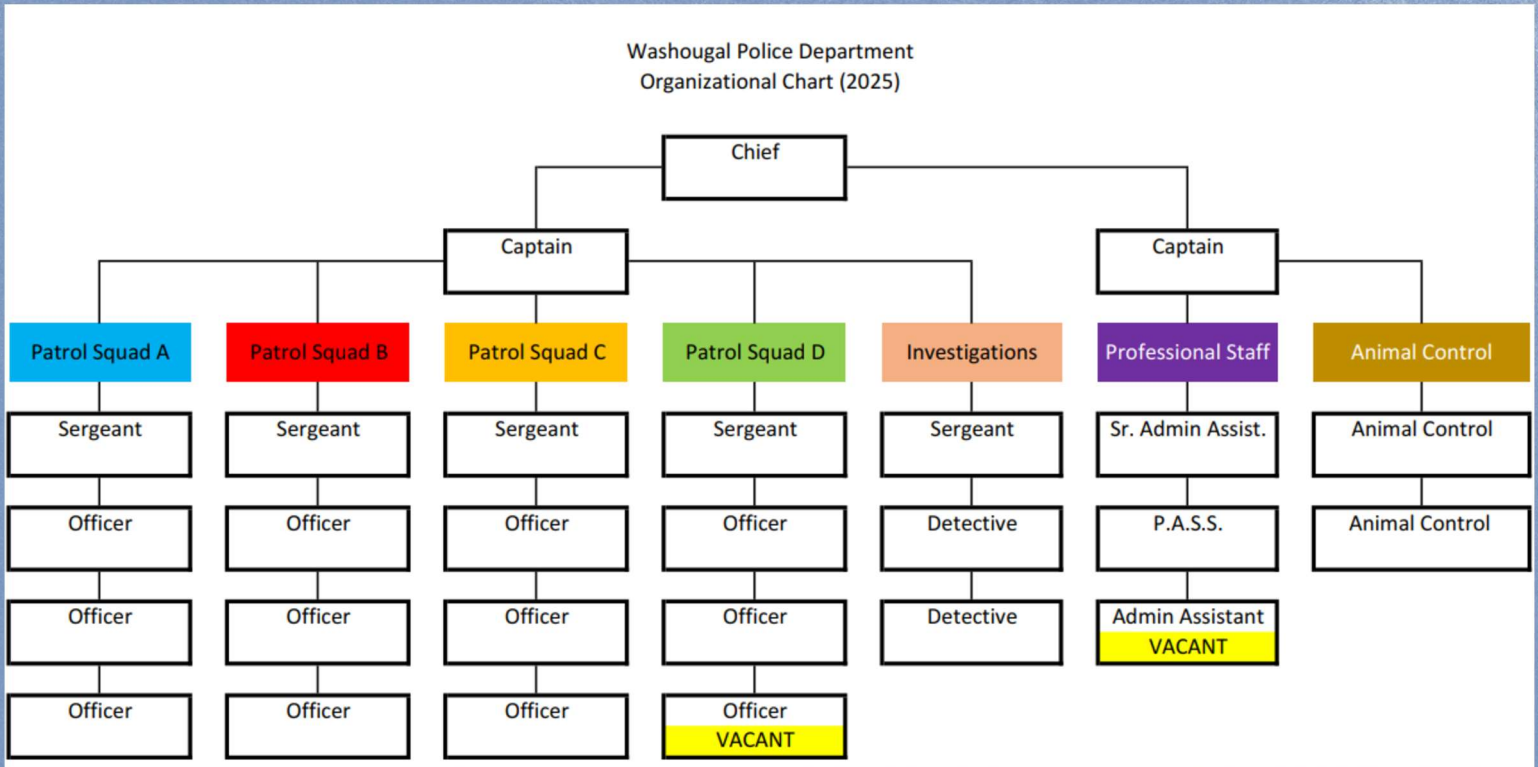 Washougal Police Department
Organizational Chart (2025)
Chief
Captain
Captain
Patrol Squad A
Patrol Squad B
Patrol Squad C
Patrol Squad D
Investigations
Professional Staff
Animal Control
Sergeant
Sergeant
Sergeant
Sergeant
Sergeant
Sr. Admin Assist.
Animal Control
Officer
Officer
Officer
Officer
Detective
P.A.S.S.
Animal Control
Officer
Officer
Officer
Officer
Detective
Admin Assistant
VACANT
Officer
Officer
Officer
Officer
VACANT